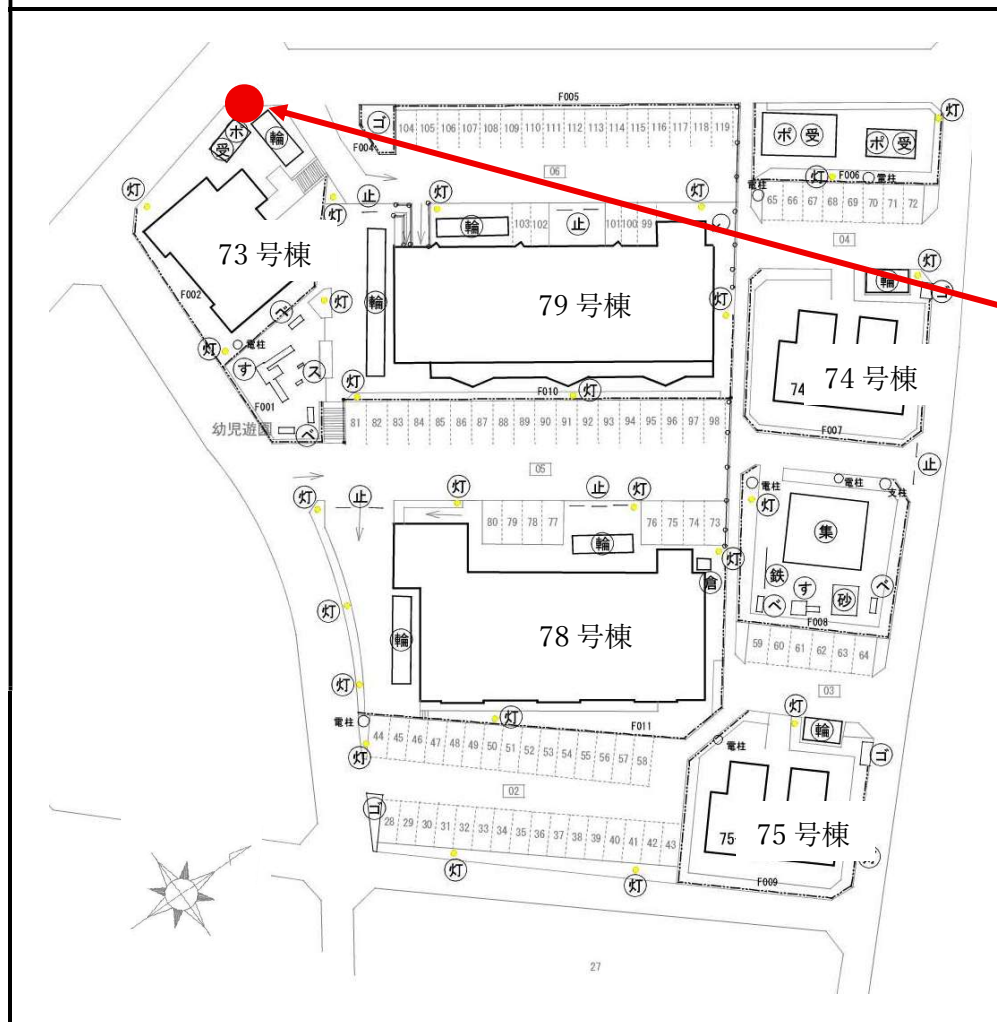 F005
ゴ
104 105 106 107 108 109 110 111 112 113 114 115 116 117 118 119
F004
ポ
受
輪
06
灯
止
灯
灯
灯
輪
103 102
止
101 100 99
73 号棟
F002
輪
79 号棟
灯
灯
ベ
灯
電柱
す
ス
F001
幼児遊園
ベ
灯
F010
灯
81 82 83 84 85 86 87 88 89 90 91 92 93 94 95 96 97 98
05
ポ 受
ポ 受
灯
灯
F006
電柱
電柱
65 66 67 68 69 70 71 72
04
輪
灯
ゴ
74
74 号棟
F007
止
電柱
電柱
支柱
灯
集
鉄
す
砂
ベ
ベ
F008
59 60 61 62 63 64
03
灯
止
灯
止
灯
80 79 78 77
76 75 74 73
輪
灯
倉
灯
輪
78 号棟
灯
電柱
灯
灯
F011
44 45 46 47 48 49 50 51 52 53 54 55 56 57 58
02
ゴ
28 29 30 31 32 33 34 35 36 37 38 39 40 41 42 43
灯
灯
電柱
灯
輪
ゴ
75
75 号棟
F009
27